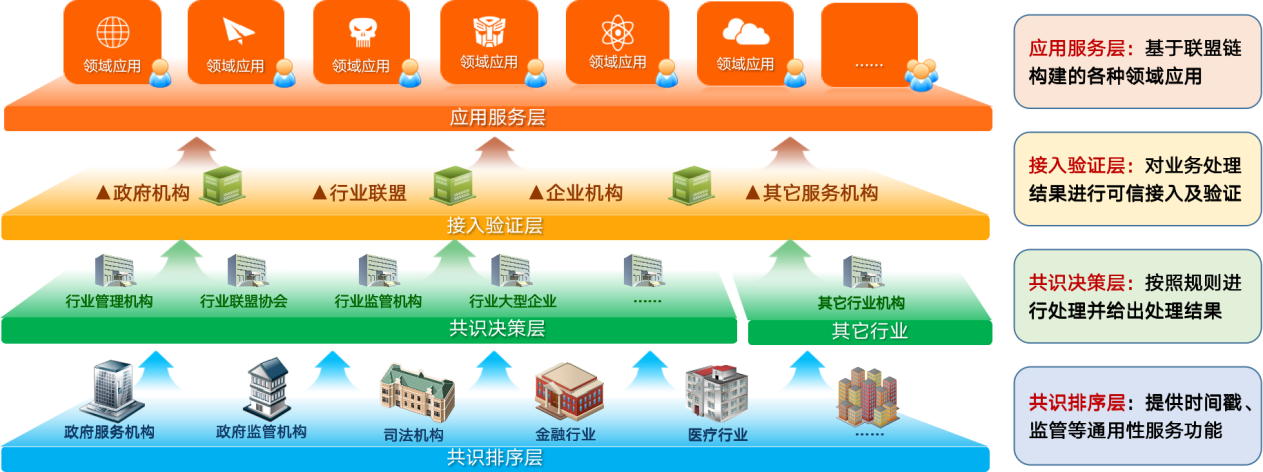 领域应用
领域应用
领域应用
领域应用
领域应用
领域应用
……
应用服务层
应用服务层：基于联盟链
构建的各种领域应用
▲政府机构
▲行业联盟
▲企业机构
▲其它服务机构
接入验证层
接入验证层：对业务处理
结果进行可信接入及验证
行业管理机构
行业联盟协会
行业监管机构
行业大型企业
……
其它行业机构
共识决策层
其它行业
共识决策层：按照规则进
行处理并给出处理结果
政府服务机构
政府监管机构
司法机构
金融行业
医疗行业
……
共识排序层
共识排序层：提供时间戳、
监管等通用性服务功能